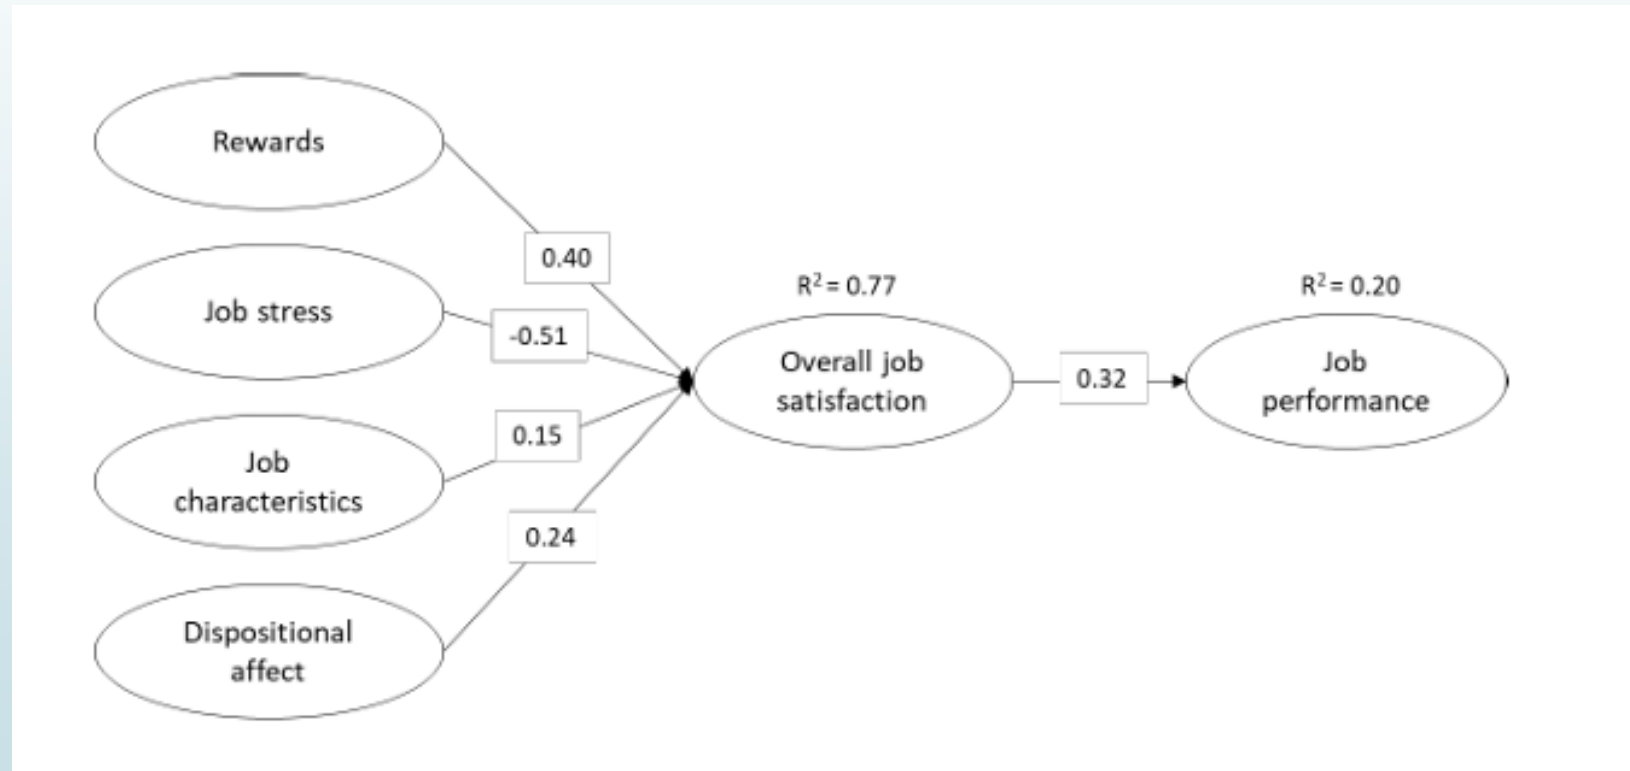 Rewards
0.40
Job stress
-0.51
R² = 0.77
R² = 0.20
Overall job
satisfaction
0.32
Job
performance
0.15
Job
characteristics
0.24
Dispositional
affect